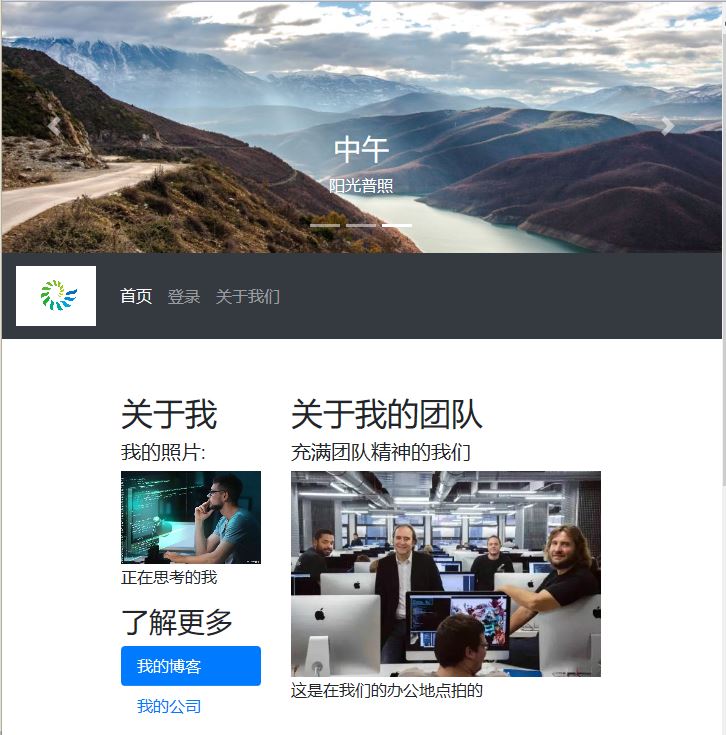 中午
阳光普照
首页 登录 关于我们
关于我
我的照片:
正在思考的我
了解更多
我的博客
我的公司
关于我的团队
充满团队精神的我们
这是在我们的办公地点拍的